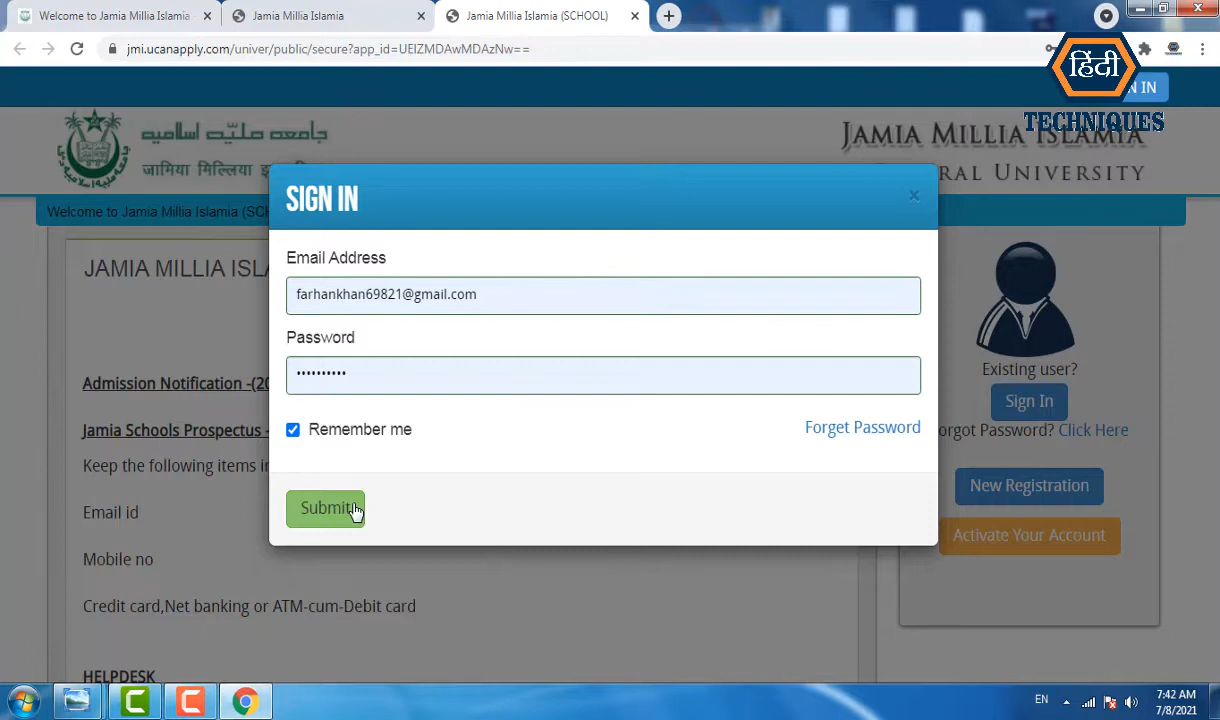 Welcome to Jamia Millia Islamia
Jamia Millia Islamia
Jamia Millia Islamia (SCHOOL)
jmi.ucanapply.com/univer/public/secure?app_id=UEIZMDAwMDAzNw==
हिंदी
TECHNIQUES
N IN
جامعه ملیّه اسلامیه
जामिया मिल्लिया
JAMIA MILLIA ISLAMIA
RAL UNIVERSITY
Welcome to Jamia Millia Islamia (SC
SIGN IN
×
JAMIA MILLIA ISL
Email Address
farhankhan69821@gmail.com
Password
••••••••••
Remember me
Forget Password
Submit
Admission Notification -(20
Jamia Schools Prospectus -
Keep the following items i
Email id
Mobile no
Credit card,Net banking or ATM-cum-Debit card
HELPDESK
Existing user?
Sign In
orgot Password? Click Here
New Registration
Activate Your Account
EN
7:42 AM
7/8/2021